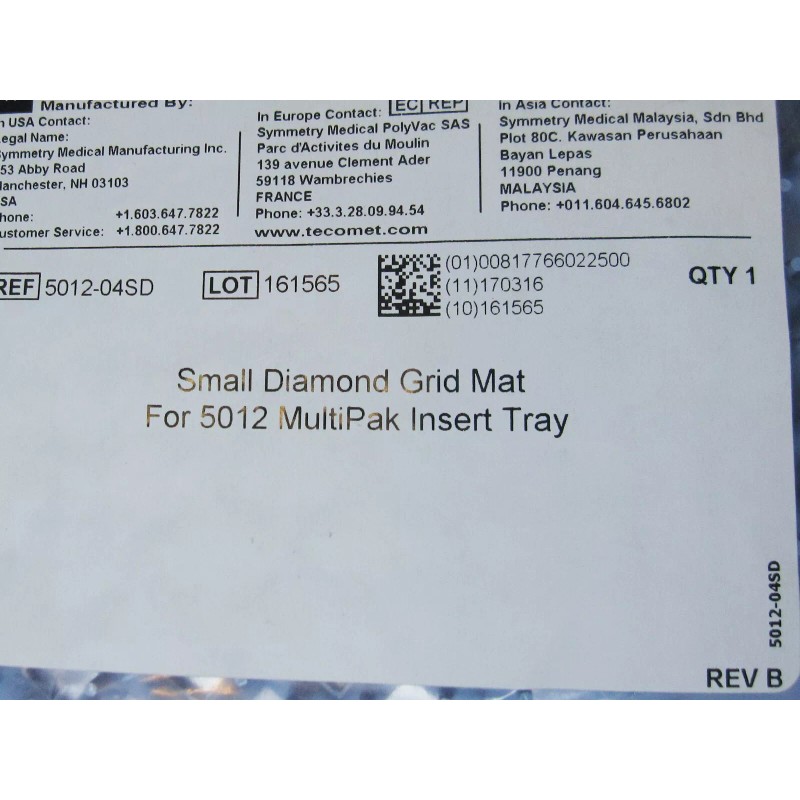 Manufactured By:
USA Contact:
Legal Name:
Symmetry Medical Manufacturing Inc.
53 Abby Road
Manchester, NH 03103
USA
Phone: +1.603.647.7822
Customer Service: +1.800.647.7822
In Europe Contact: EC REP
Symmetry Medical PolyVac SAS
Parc d'Activites du Moulin
139 avenue Clement Ader
59118 Wambrechies
FRANCE
Phone: +33.3.28.09.94.54
www.tecomet.com
In Asia Contact:
Symmetry Medical Malaysia, Sdn Bhd
Plot 80C. Kawasan Perusahaan
Bayan Lepas
11900 Penang
MALAYSIA
Phone: +011.604.645.6802
REF 5012-04SD
LOT 161565
(01)00817766022500
(11)170316
(10)161565
QTY 1
Small Diamond Grid Mat
For 5012 MultiPak Insert Tray
5012-04SD
REV B